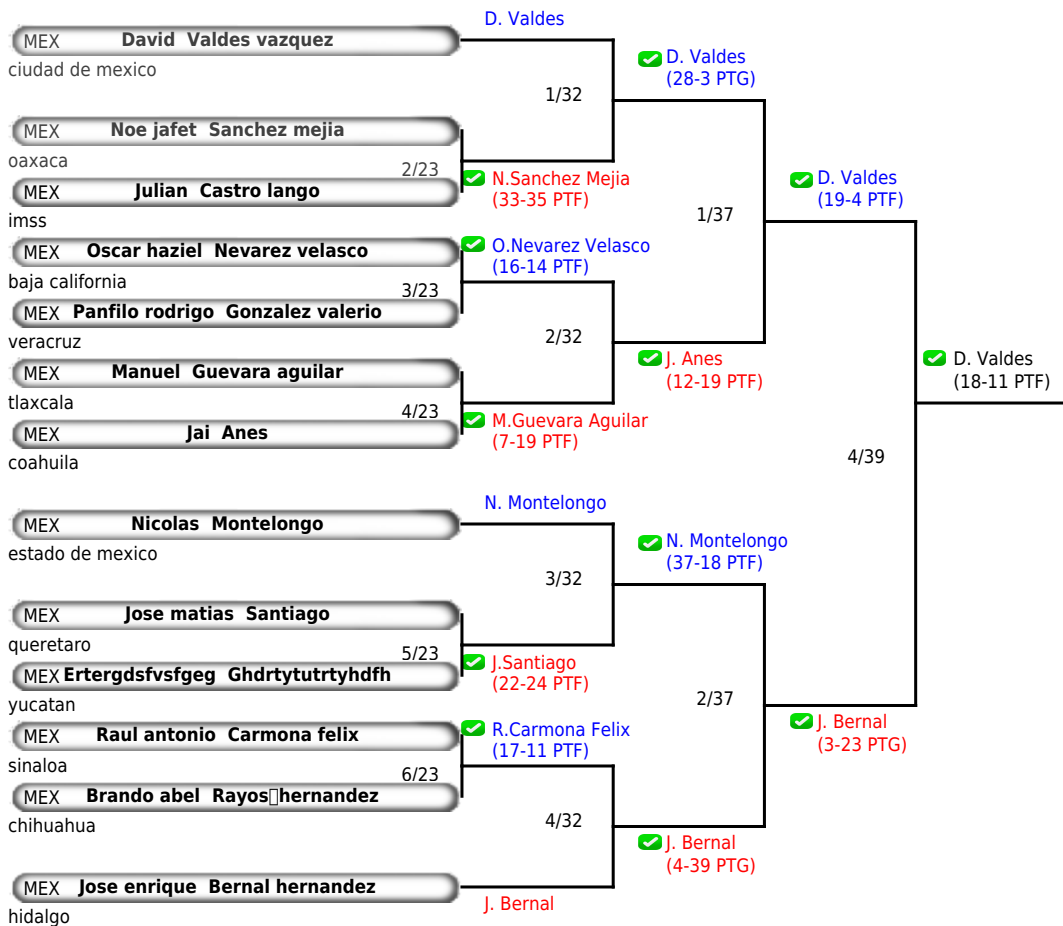 D. Valdes
MEX David Valdes vazquez
ciudad de mexico
D. Valdes
(28-3 PTG)
1/32
MEX Noe jafet Sanchez mejia
oaxaca
2/23
N.Sanchez Mejia
(33-35 PTF)
MEX Julian Castro lango
imss
D. Valdes
(19-4 PTF)
1/37
MEX Oscar haziel Nevarez velasco
baja california
O.Nevarez Velasco
(16-14 PTF)
3/23
MEX Panfilo rodrigo Gonzalez valerio
veracruz
2/32
J. Anes
(12-19 PTF)
D. Valdes
(18-11 PTF)
MEX Manuel Guevara aguilar
tlaxcala
4/23
M.Guevara Aguilar
(7-19 PTF)
MEX Jai Anes
coahuila
4/39
N. Montelongo
MEX Nicolas Montelongo
estado de mexico
N. Montelongo
(37-18 PTF)
3/32
MEX Jose matias Santiago
queretaro
5/23
J.Santiago
(22-24 PTF)
MEX Ertergdsfvsfgeg Ghdrtytutrtyhdfh
yucatan
2/37
J. Bernal
(3-23 PTG)
MEX Raul antonio Carmona felix
sinaloa
R.Carmona Felix
(17-11 PTF)
6/23
MEX Brando abel Rayos▯hernandez
chihuahua
4/32
J. Bernal
(4-39 PTG)
MEX Jose enrique Bernal hernandez
hidalgo
J. Bernal